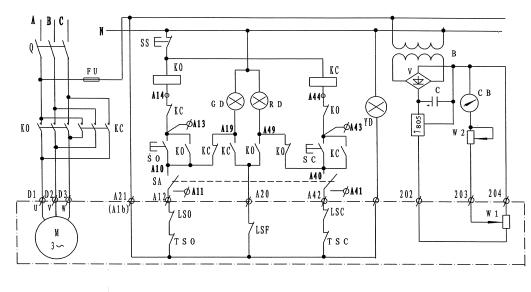 A B C
N
Q
SS
FU
KO
KC
B
V
C
CB
A14
GD
RD
A44
YD
KC
KO
7805
A13
A19
A49
A43
W2
KO
KC
SO
KO
KC
KC
KO
KO
SC
KC
A10
A40
SA
A11
A41
D1
D2
D3
A21
(A1b)
A12
A20
A42
202
203
204
U
V
W
M
3~
LSO
LSF
LSC
W1
TSO
TSC